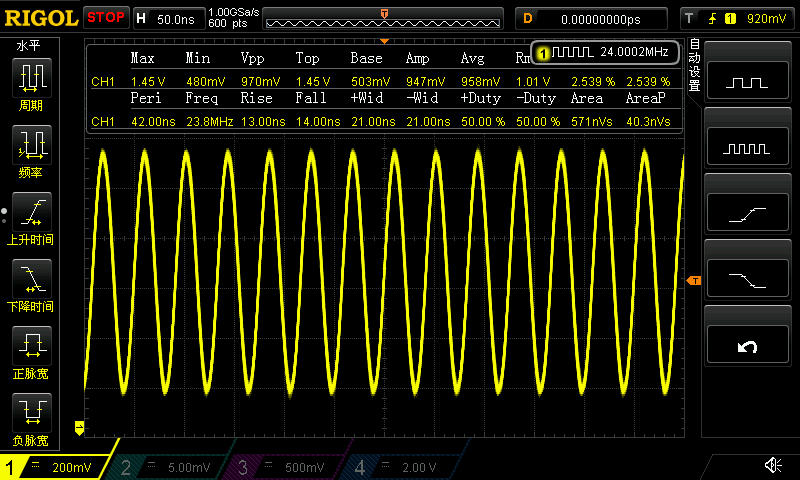 RIGOL STOP H 50.0ns 1.00GSa/s D 0.00000000ps T 1 920mV
600 pts
水平
周期
频率
上升时间
下降时间
正脉宽
负脉宽
1 24.0002MHz
Max Min Vpp Top Base Amp Avg
CH1 1.45 V 480mV 970mV 1.45 V 503mV 947mV 958mV 1.01 V 2.539 % 2.539 %
Peri Freq Rise Fall +Wid -Wid +Duty -Duty Area AreaP
CH1 42.00ns 23.8MHz 13.00ns 14.00ns 21.00ns 21.00ns 50.00 % 50.00 % 571nVs 40.3nVs
T
T
自动设置
1 200mV 2 5.00mV 3 500mV 4 2.00 V